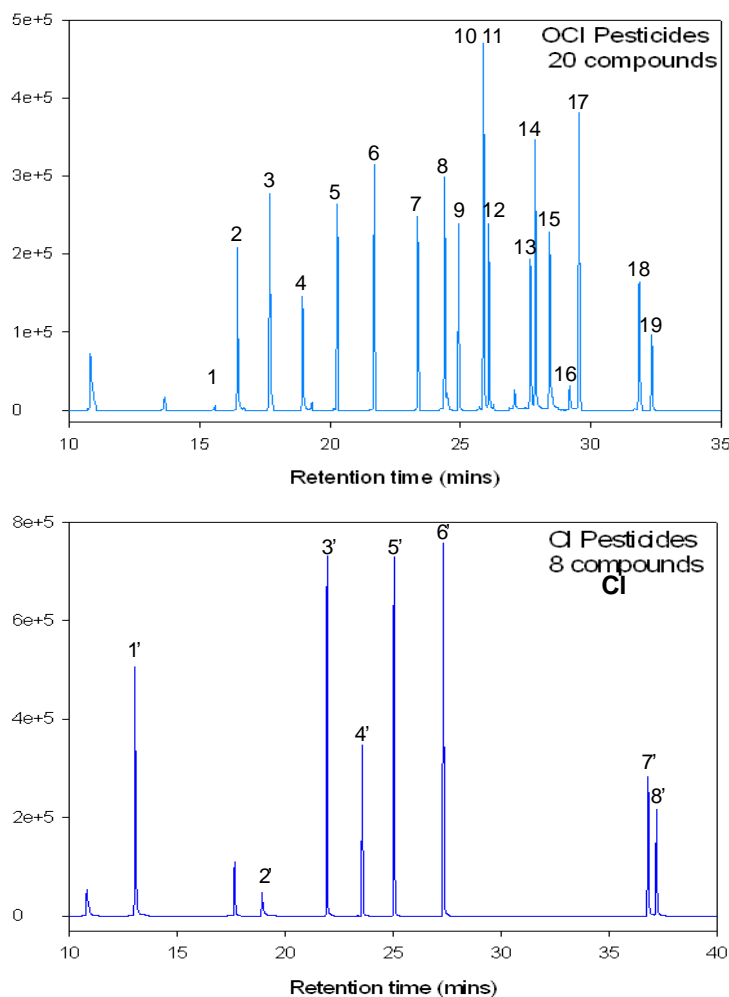 5e+5
4e+5
3e+5
2e+5
1e+5
0
OCl Pesticides
20 compounds
1
2
3
4
5
6
7
8
9
10 11
12
13
14
15
16
17
18
19
10 15 20 25 30 35
Retention time (mins)
8e+5
6e+5
4e+5
2e+5
0
Cl Pesticides
8 compounds
Cl
1’
2’
3’
4’
5’
6’
7’
8’
10 15 20 25 30 35 40
Retention time (mins)